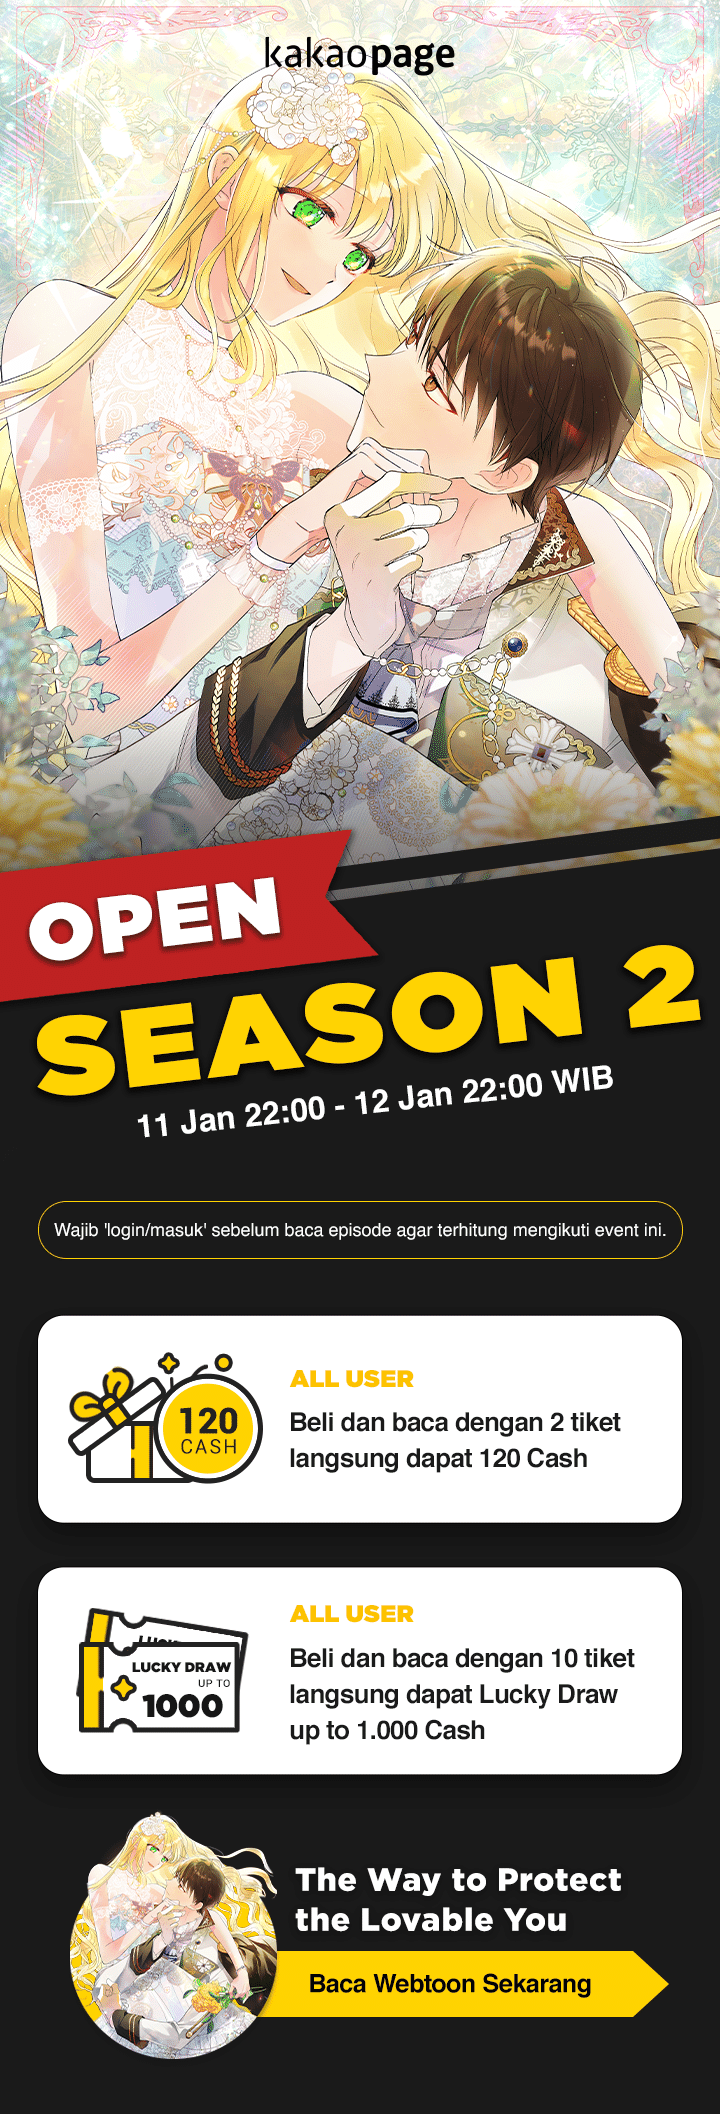 kakaopage
OPEN
SEASON 2
11 Jan 22:00 - 12 Jan 22:00 WIB
Wajib 'login/masuk' sebelum baca episode agar terhitung mengikuti event ini.
120
CASH
ALL USER
Beli dan baca dengan 2 tiket
langsung dapat 120 Cash
LUCKY DRAW
UP TO
1000
ALL USER
Beli dan baca dengan 10 tiket
langsung dapat Lucky Draw
up to 1.000 Cash
The Way to Protect
the Lovable You
Baca Webtoon Sekarang